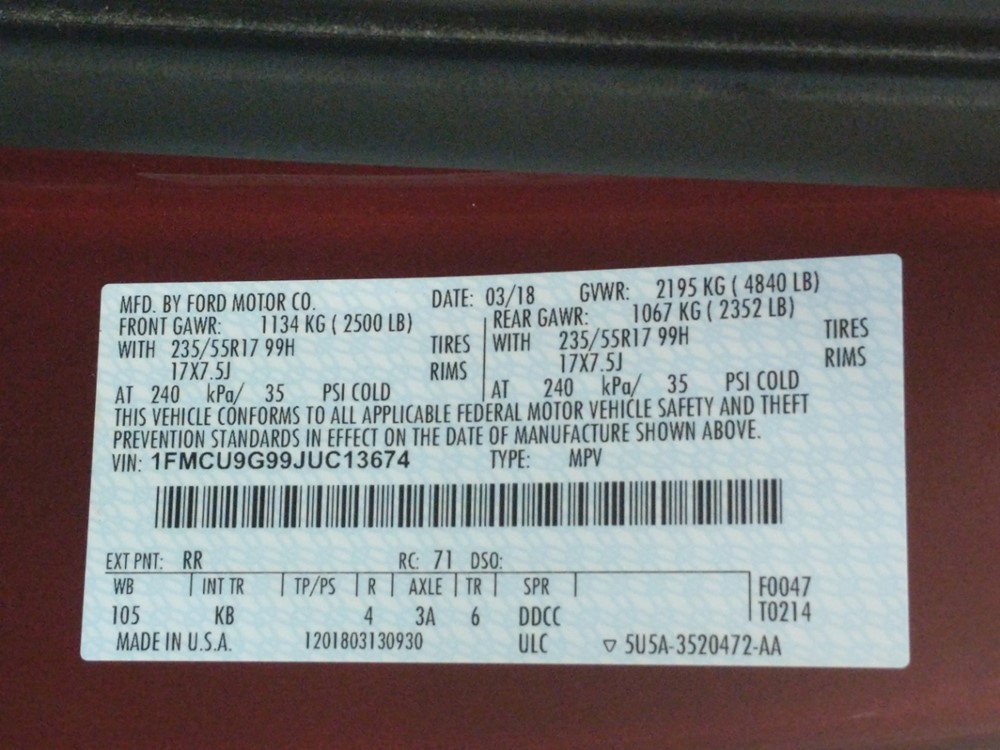 MFD. BY FORD MOTOR CO. DATE: 03/18 GVWR: 2195 KG ( 4840 LB)
FRONT GAWR: 1134 KG ( 2500 LB) REAR GAWR: 1067 KG ( 2352 LB)
WITH 235/55R17 99H TIRES WITH 235/55R17 99H TIRES
17X7.5J RIMS 17X7.5J RIMS
AT 240 kPa/ 35 PSI COLD AT 240 kPa/ 35 PSI COLD
THIS VEHICLE CONFORMS TO ALL APPLICABLE FEDERAL MOTOR VEHICLE SAFETY AND THEFT
PREVENTION STANDARDS IN EFFECT ON THE DATE OF MANUFACTURE SHOWN ABOVE.
VIN: 1FMCU9G99JUC13674 TYPE: MPV
EXT PNT: RR RC: 71 DSO:
WB INT TR TP/PS R AXLE TR SPR F0047
105 KB 4 3A 6 DDCC T0214
MADE IN U.S.A. 1201803130930 ULC ▽ 5U5A-3520472-AA